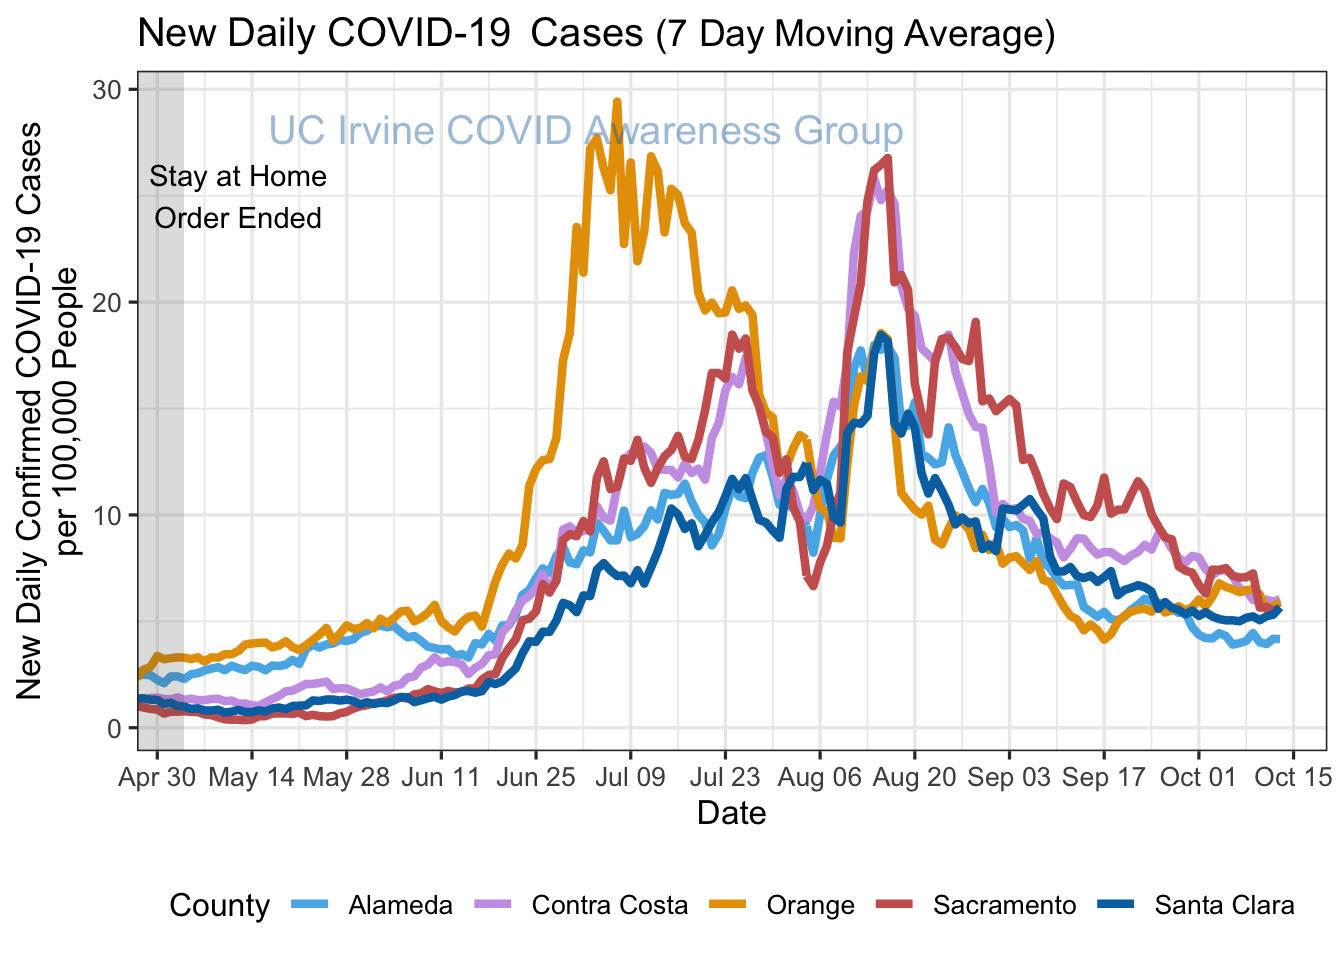 New Daily COVID-19  Cases (7 Day Moving Average)
UC Irvine COVID Awareness Group
Stay at Home
Order Ended
New Daily Confirmed COVID-19 Cases
per 100,000 People
30
20
10
0
Apr 30 May 14 May 28 Jun 11 Jun 25 Jul 09 Jul 23 Aug 06 Aug 20 Sep 03 Sep 17 Oct 01 Oct 15
Date
County Alameda Contra Costa Orange Sacramento Santa Clara